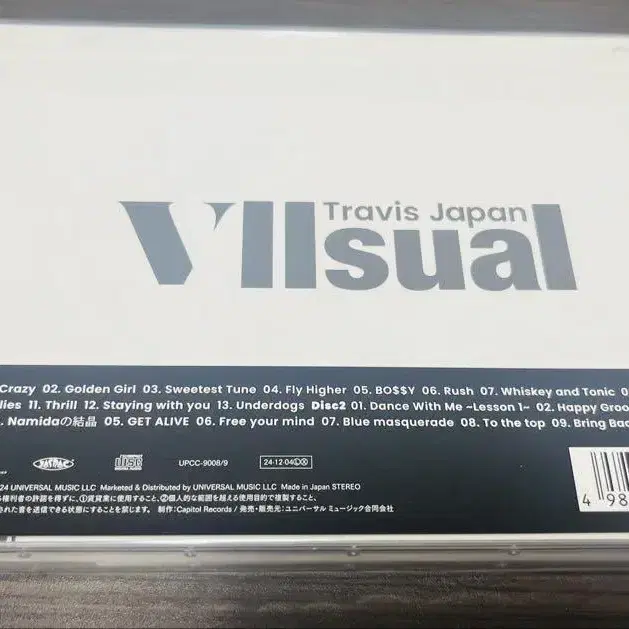 Travis Japan
VIIsual
Crazy 02. Golden Girl 03. Sweetest Tune 04. Fly Higher 05. BO$$Y 06. Rush 07. Whiskey and Tonic
lies 11. Thrill 12. Staying with you 13. Underdogs Disc2 01. Dance With Me ~Lesson 1~ 02. Happy Groo
Namidaの結晶 05. GET ALIVE 06. Free your mind 07. Blue masquerade 08. To the top 09. Bring Bac
UPCC-9008/9 24・12・04 X
24 UNIVERSAL MUSIC LLC Marketed & Distributed by UNIVERSAL MUSIC LLC Made in Japan STEREO
権利者の許諾を得ずに、①賃貸業に使用すること、②個人的な範囲を超える使用目的で複製すること、
された音を送信できる状態にすることを禁じます。 制作:Capitol Records / 発売・販売元:ユニバーサル ミュージック合同会社
4 98